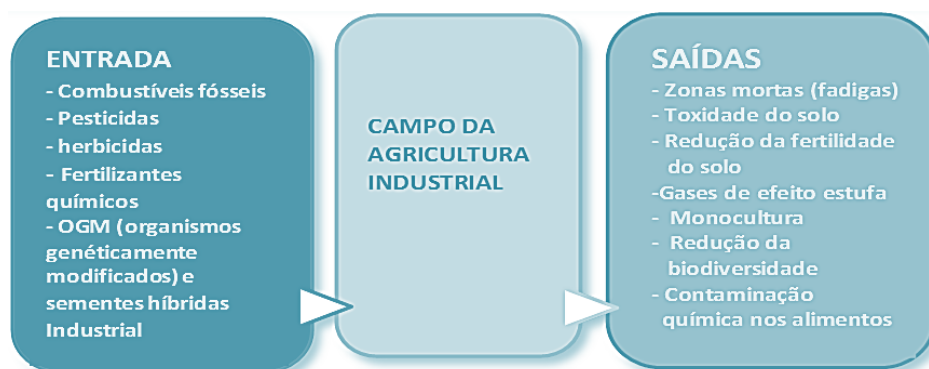 ENTRADA
- Combustíveis fósseis
- Pesticidas
- herbicidas
- Fertilizantes
químicos
- OGM (organismos
genéticamente
modificados) e
sementes híbridas
Industrial
CAMPO DA
AGRICULTURA
INDUSTRIAL
SAÍDAS
- Zonas mortas (fadigas)
- Toxidade do solo
- Redução da fertilidade
do solo
-Gases de efeito estufa
- Monocultura
- Redução da
biodiversidade
- Contaminação
química nos alimentos